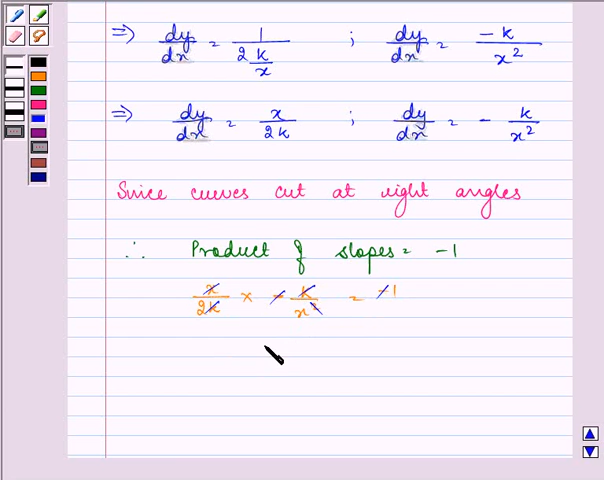 ⇒ dy/dx = 1/(2 k/x) ; dy/dx = -k/x²
⇒ dy/dx = x/2k ; dy/dx = - k/x²
Since curves cut at right angles
∴ Product of slopes = -1
x/2k × - k/x² = -1